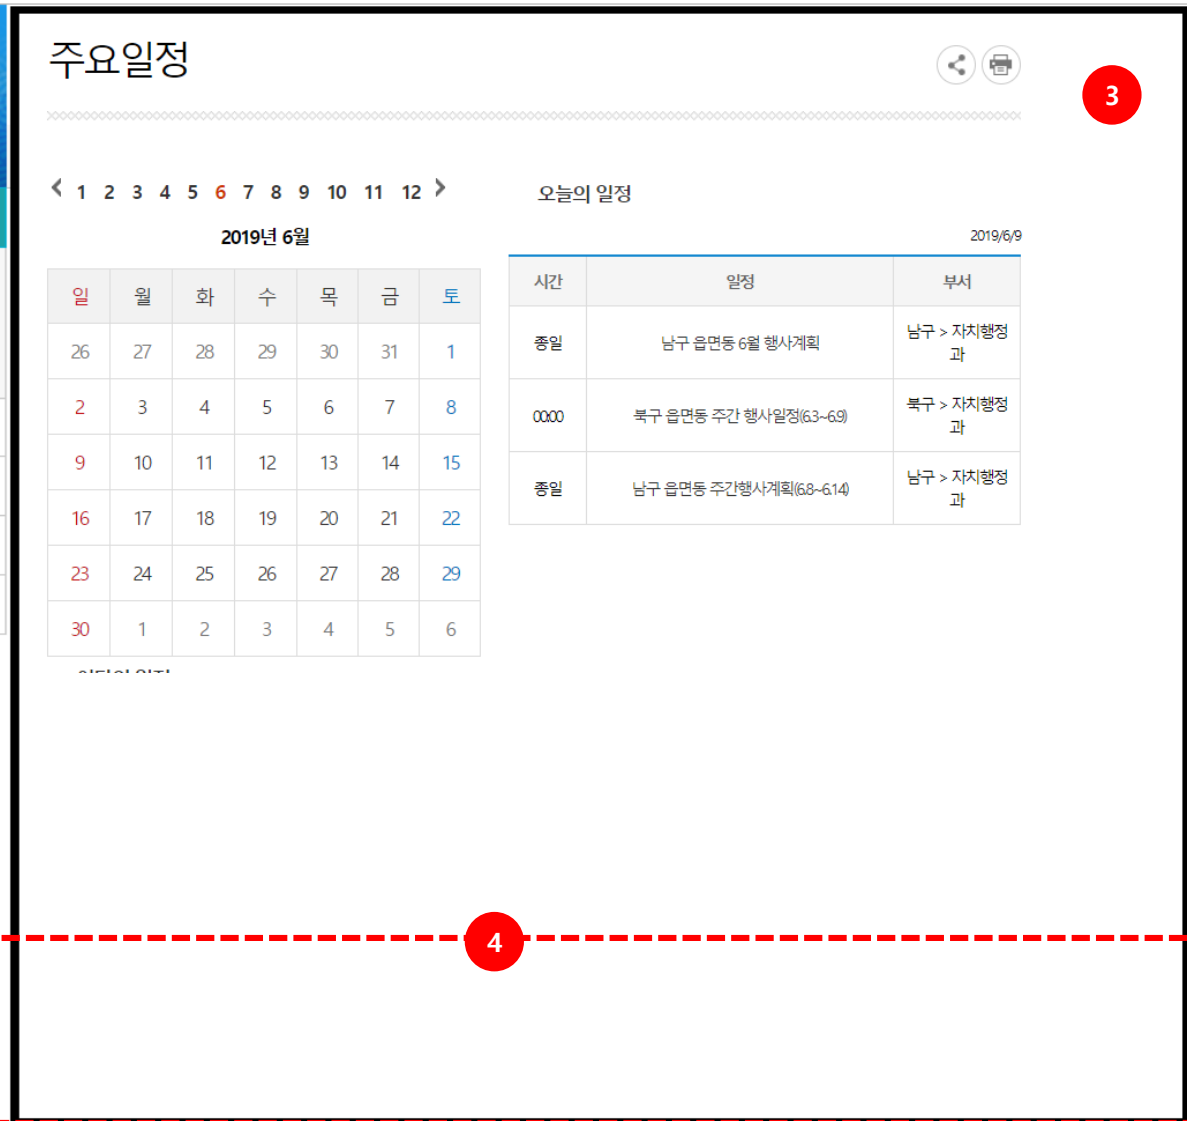 주요일정
3
1 2 3 4 5 6 7 8 9 10 11 12
2019년 6월
일 월 화 수 목 금 토
26 27 28 29 30 31 1
2 3 4 5 6 7 8
9 10 11 12 13 14 15
16 17 18 19 20 21 22
23 24 25 26 27 28 29
30 1 2 3 4 5 6
오늘의 일정
2019/6/9
시간 일정 부서
종일 남구 읍면동 6월 행사계획 남구 > 자치행정
과
00:00 북구 읍면동 주간 행사일정(6.3~6.9) 북구 > 자치행정
과
종일 남구 읍면동 주간행사계획(6.8~6.14) 남구 > 자치행정
과
4